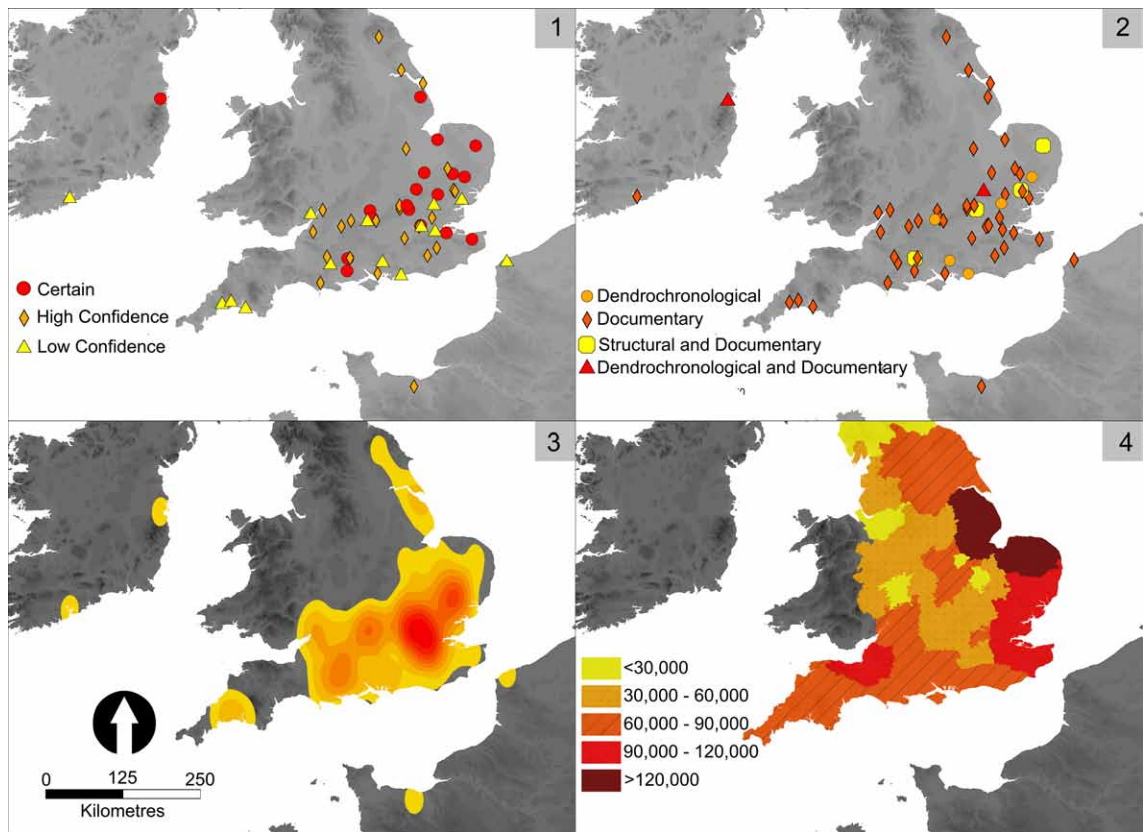 1
Certain
High Confidence
Low Confidence
2
Dendrochronological
Documentary
Structural and Documentary
Dendrochronological and Documentary
3
0 125 250
Kilometres
4
<30,000
30,000 - 60,000
60,000 - 90,000
90,000 - 120,000
>120,000